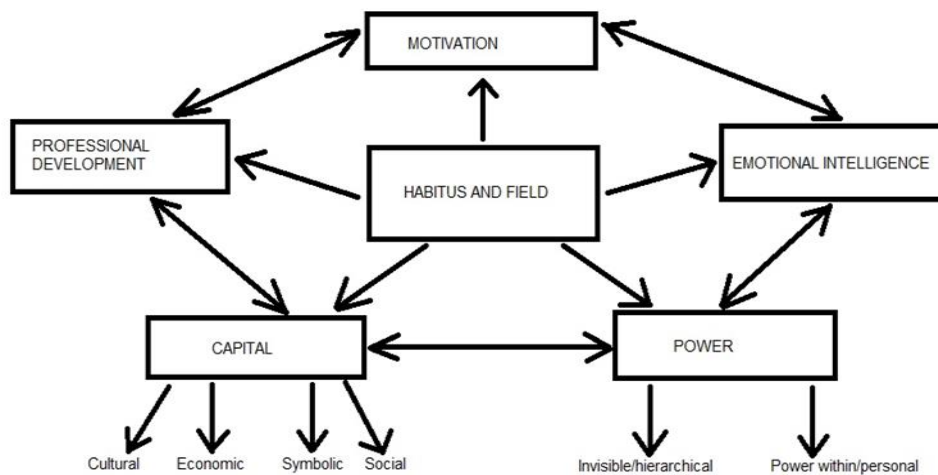 MOTIVATION
PROFESSIONAL
DEVELOPMENT
HABITUS AND FIELD
EMOTIONAL INTELLIGENCE
CAPITAL
POWER
Cultural
Economic
Symbolic
Social
Invisible/hierarchical
Power within/personal